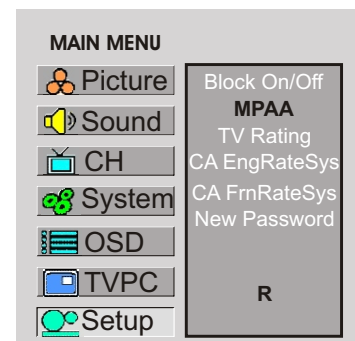 MAIN MENU
Picture
Sound
CH
System
OSD
TVPC
Setup
Block On/Off
MPAA
TV Rating
CA EngRateSys
CA FrnRateSys
New Password
R